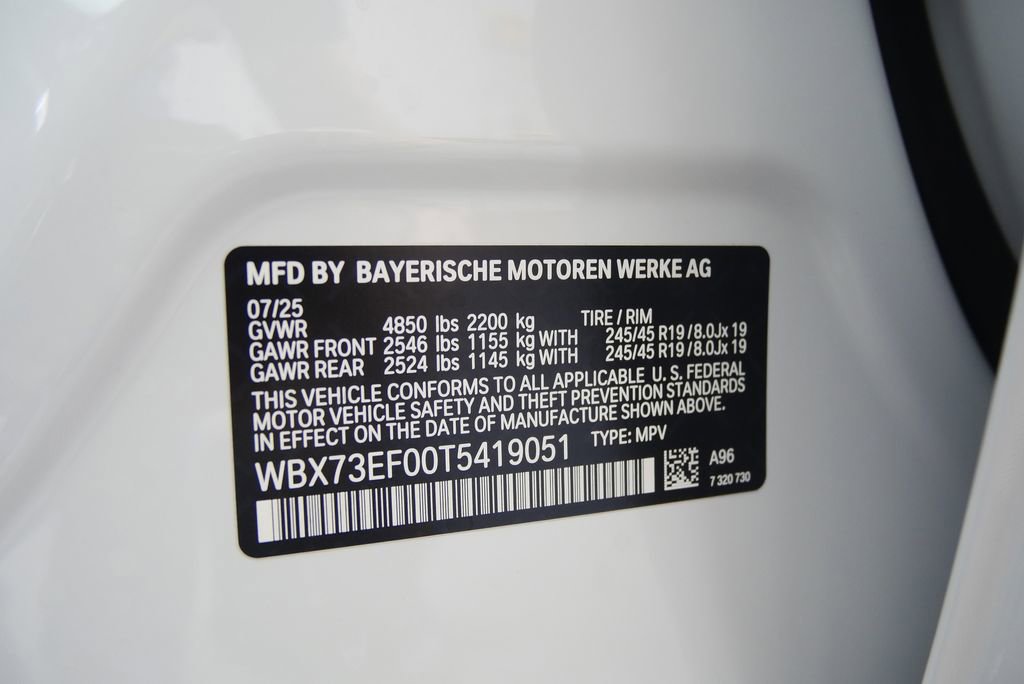 MFD BY BAYERISCHE MOTOREN WERKE AG
07/25
GVWR 4850 lbs 2200 kg TIRE / RIM
GAWR FRONT 2546 lbs 1155 kg WITH 245/45 R19 / 8.0Jx19
GAWR REAR 2524 lbs 1145 kg WITH 245/45 R19 / 8.0Jx19
THIS VEHICLE CONFORMS TO ALL APPLICABLE U.S. FEDERAL
MOTOR VEHICLE SAFETY AND THEFT PREVENTION STANDARDS
IN EFFECT ON THE DATE OF MANUFACTURE SHOWN ABOVE.
WBX73EF00T5419051 TYPE: MPV
A96
7 320 730